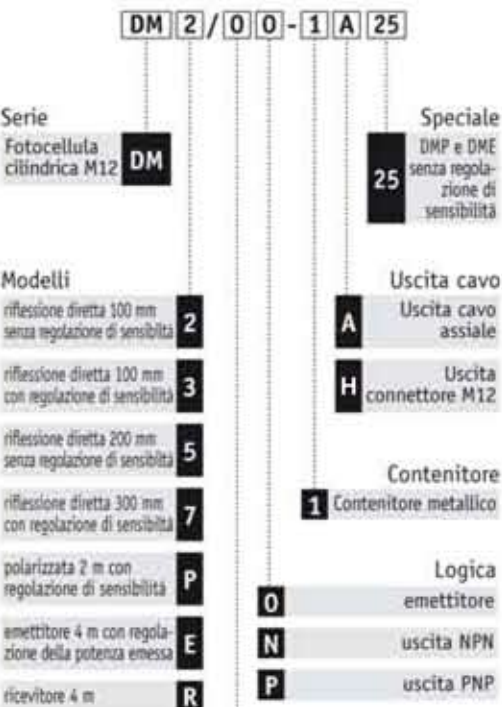 DM 2 / 0 0 - 1 A 25
Serie
Fotocellula
cilindrica M12
DM
Speciale
DMP e DME
senza regola-
zione di
sensibilità
25
Modelli
riflessione diretta 100 mm
senza regolazione di sensibiltà
2
riflessione diretta 100 mm
con regolazione di sensibilità
3
riflessione diretta 200 mm
senza regolazione di sensibiltà
5
riflessione diretta 300 mm
con regolazione di sensibilità
7
polarizzata 2 m con
regolazione di sensibilità
P
emettitore 4 m con regola-
zione della potenza emessa
E
ricevitore 4 m
R
Uscita cavo
A
Uscita cavo
assiale
H
Uscita
connettore M12
Contenitore
1 Contenitore metallico
Logica
0 emettitore
N uscita NPN
P uscita PNP